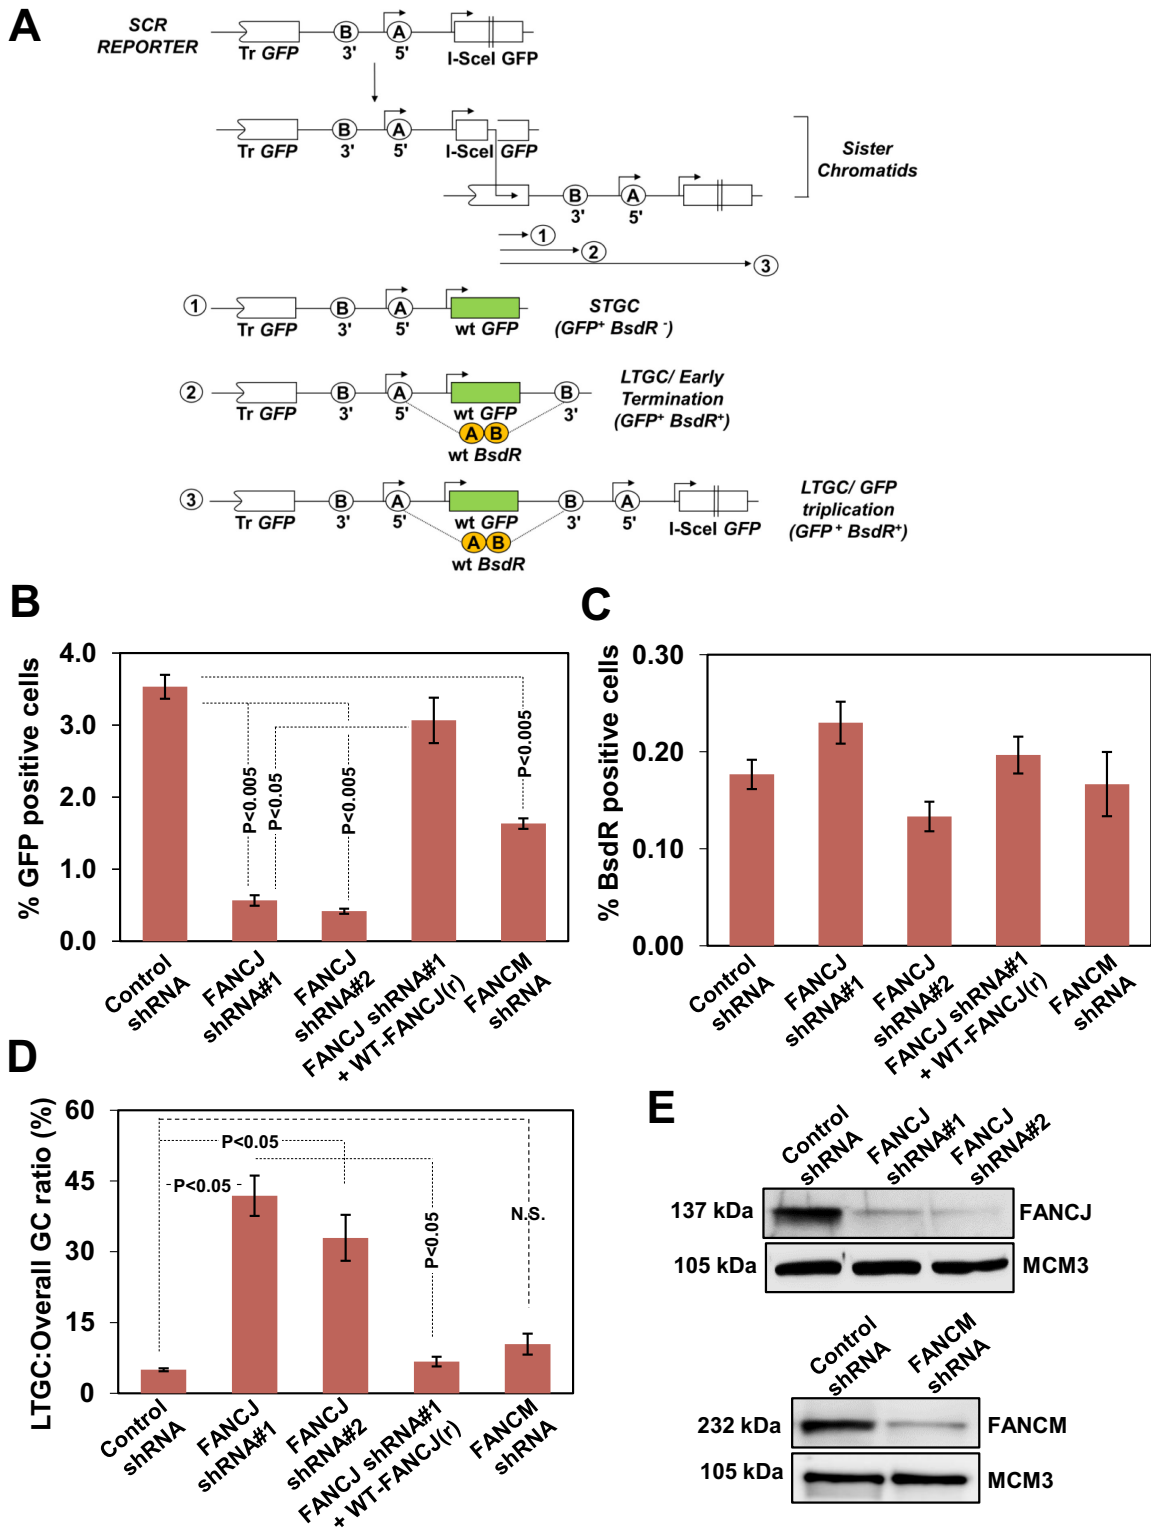 A
SCR
REPORTER
B A
Tr GFP 3' 5' I-SceI GFP
B A
Tr GFP 3' 5' I-SceI GFP
Sister
Chromatids
B A
3' 5'
1
2
3
1 B A
Tr GFP 3' 5' wt GFP
STGC
(GFP+ BsdR -)
2 B A B
Tr GFP 3' 5' wt GFP 3'
A B
wt BsdR
LTGC/ Early
Termination
(GFP+ BsdR+)
3 B A B A
Tr GFP 3' 5' wt GFP 3' 5' I-SceI GFP
A B
wt BsdR
LTGC/ GFP
triplication
(GFP + BsdR+)
B
% GFP positive cells
4.0
3.0
2.0
1.0
0.0
P<0.005
P<0.05
P<0.005
P<0.005
Control
shRNA
FANCJ
shRNA#1
FANCJ
shRNA#2
FANCJ shRNA#1
+ WT-FANCJ(r)
FANCM
shRNA
C
% BsdR positive cells
0.30
0.20
0.10
0.00
Control
shRNA
FANCJ
shRNA#1
FANCJ
shRNA#2
FANCJ shRNA#1
+ WT-FANCJ(r)
FANCM
shRNA
D
LTGC:Overall GC ratio (%)
60
45
30
15
0
P<0.05
P<0.05
P<0.05
N.S.
Control
shRNA
FANCJ
shRNA#1
FANCJ
shRNA#2
FANCJ shRNA#1
+ WT-FANCJ(r)
FANCM
shRNA
E
Control
shRNA
FANCJ
shRNA#1
FANCJ
shRNA#2
137 kDa FANCJ
105 kDa MCM3
Control
shRNA
FANCM
shRNA
232 kDa FANCM
105 kDa MCM3